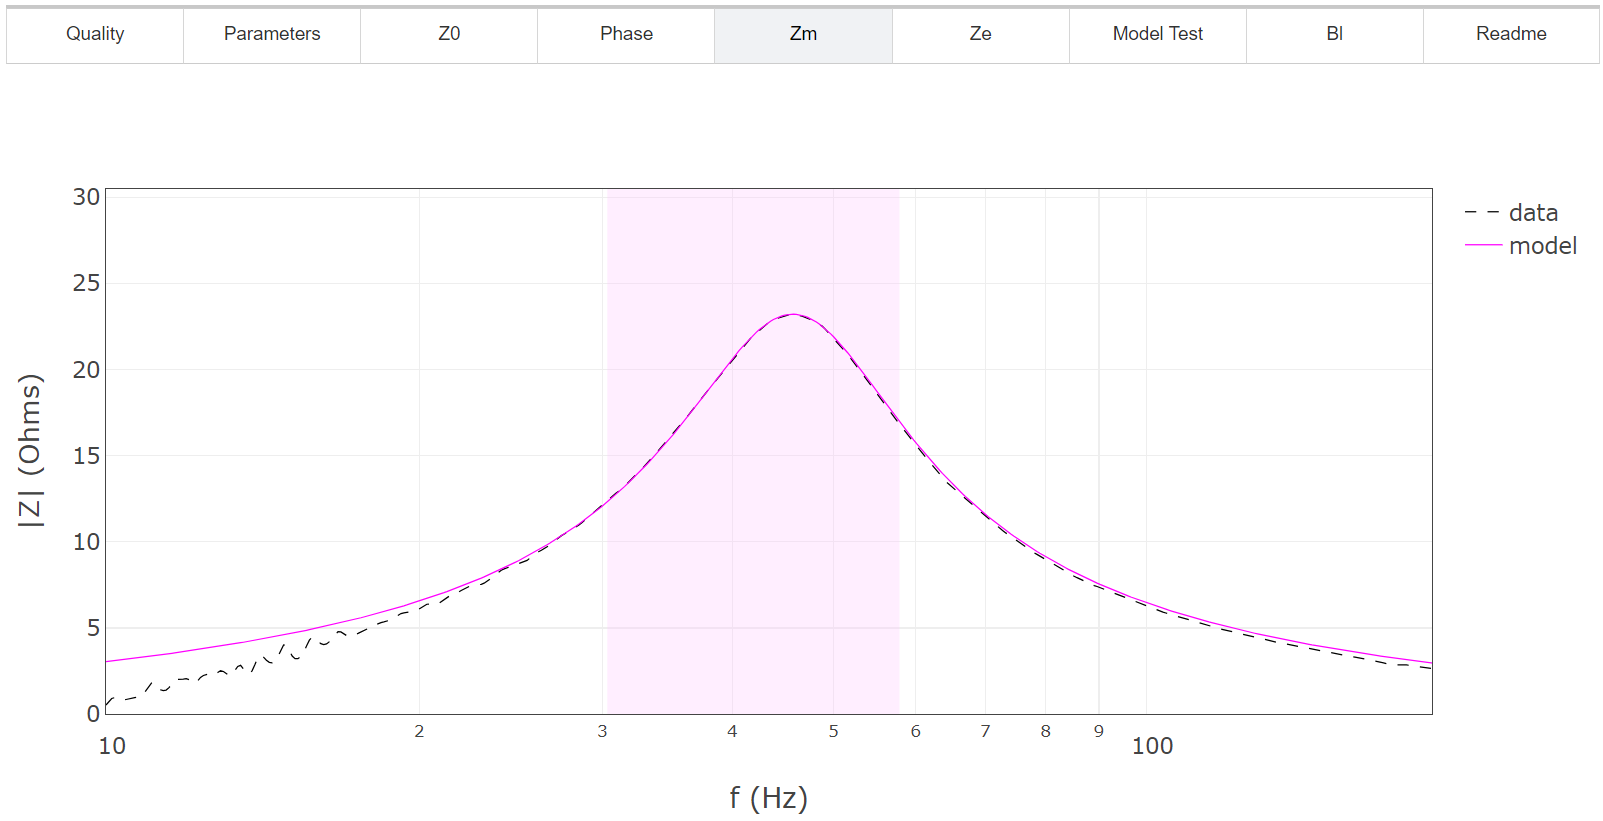 Quality Parameters Z0 Phase Zm Ze Model Test Bl Readme
30
25
20
15
10
5
0
|Z| (Ohms)
2 3 4 5 6 7 8 9
10 100
f (Hz)
data
model